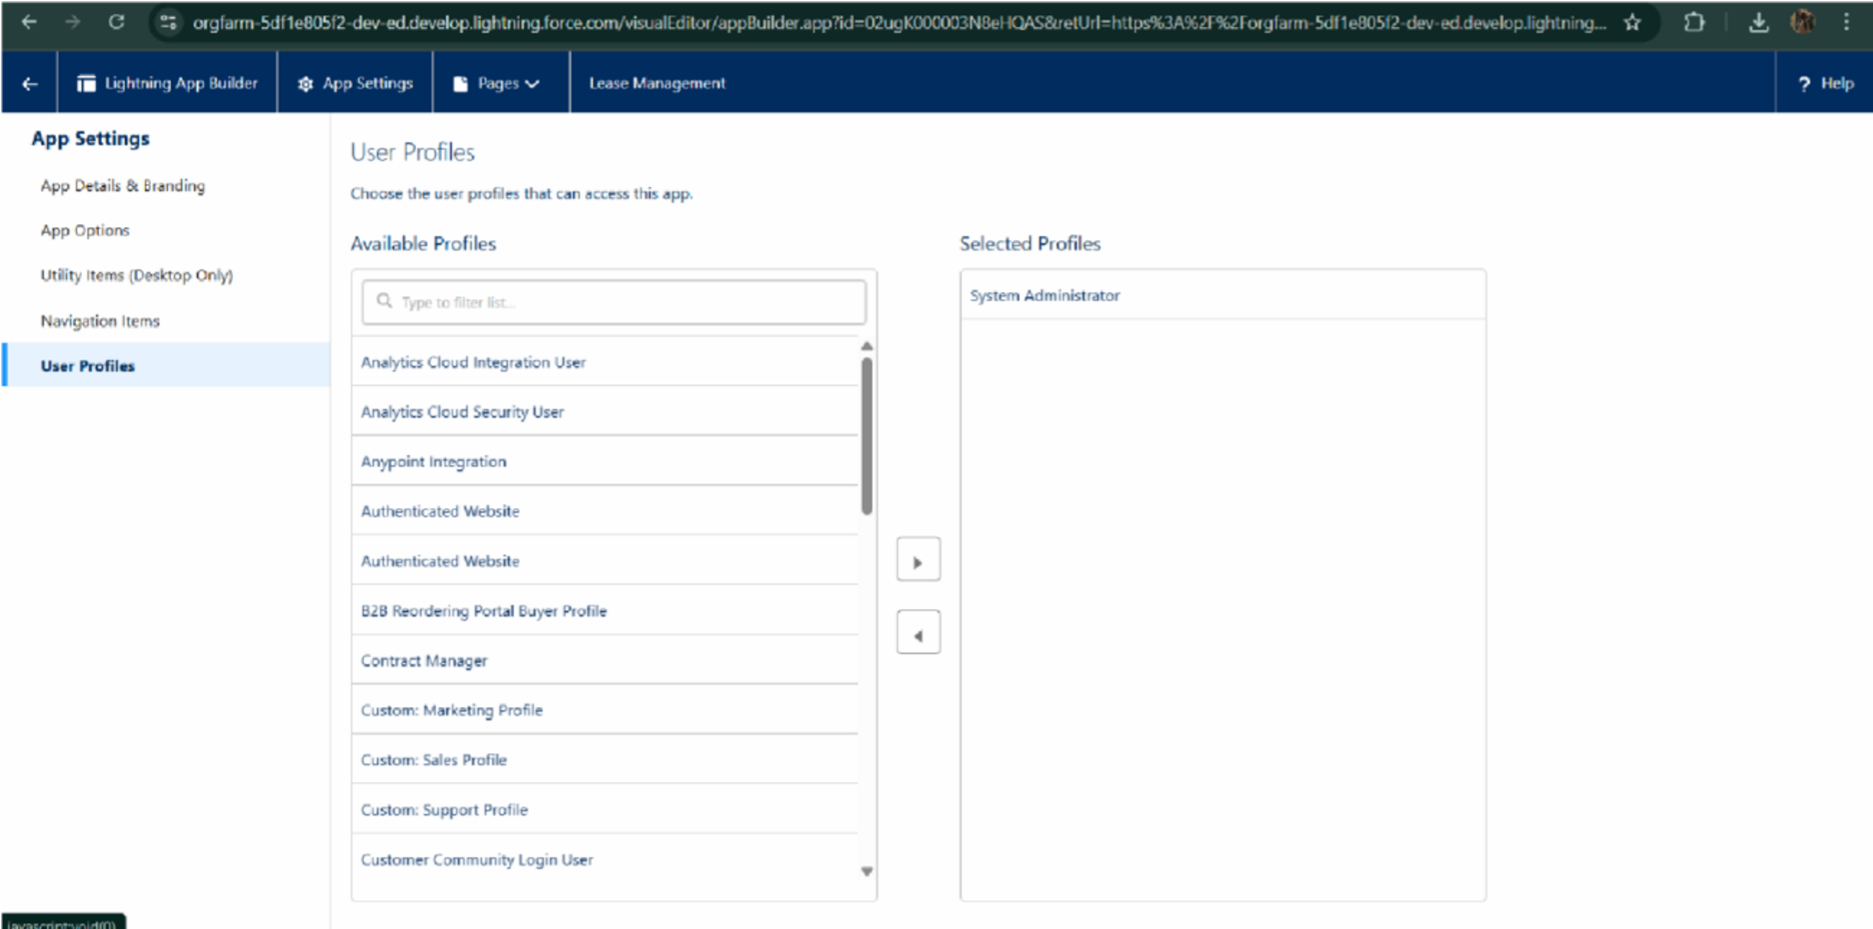 orgfarm-5df1e805f2-dev-ed.develop.lightning.force.com/visualEditor/appBuilder.app?id=02ugK000003N8eHQAS&retUrl=https%3A%2F%2Forgfarm-5df1e805f2-dev-ed.develop.lightning...
Lightning App Builder
App Settings
Pages
Lease Management
? Help
App Settings
App Details & Branding
App Options
Utility Items (Desktop Only)
Navigation Items
User Profiles
User Profiles
Choose the user profiles that can access this app.
Available Profiles
Type to filter list...
Analytics Cloud Integration User
Analytics Cloud Security User
Anypoint Integration
Authenticated Website
Authenticated Website
B2B Reordering Portal Buyer Profile
Contract Manager
Custom: Marketing Profile
Custom: Sales Profile
Custom: Support Profile
Customer Community Login User
Selected Profiles
System Administrator
javascript:void(0)